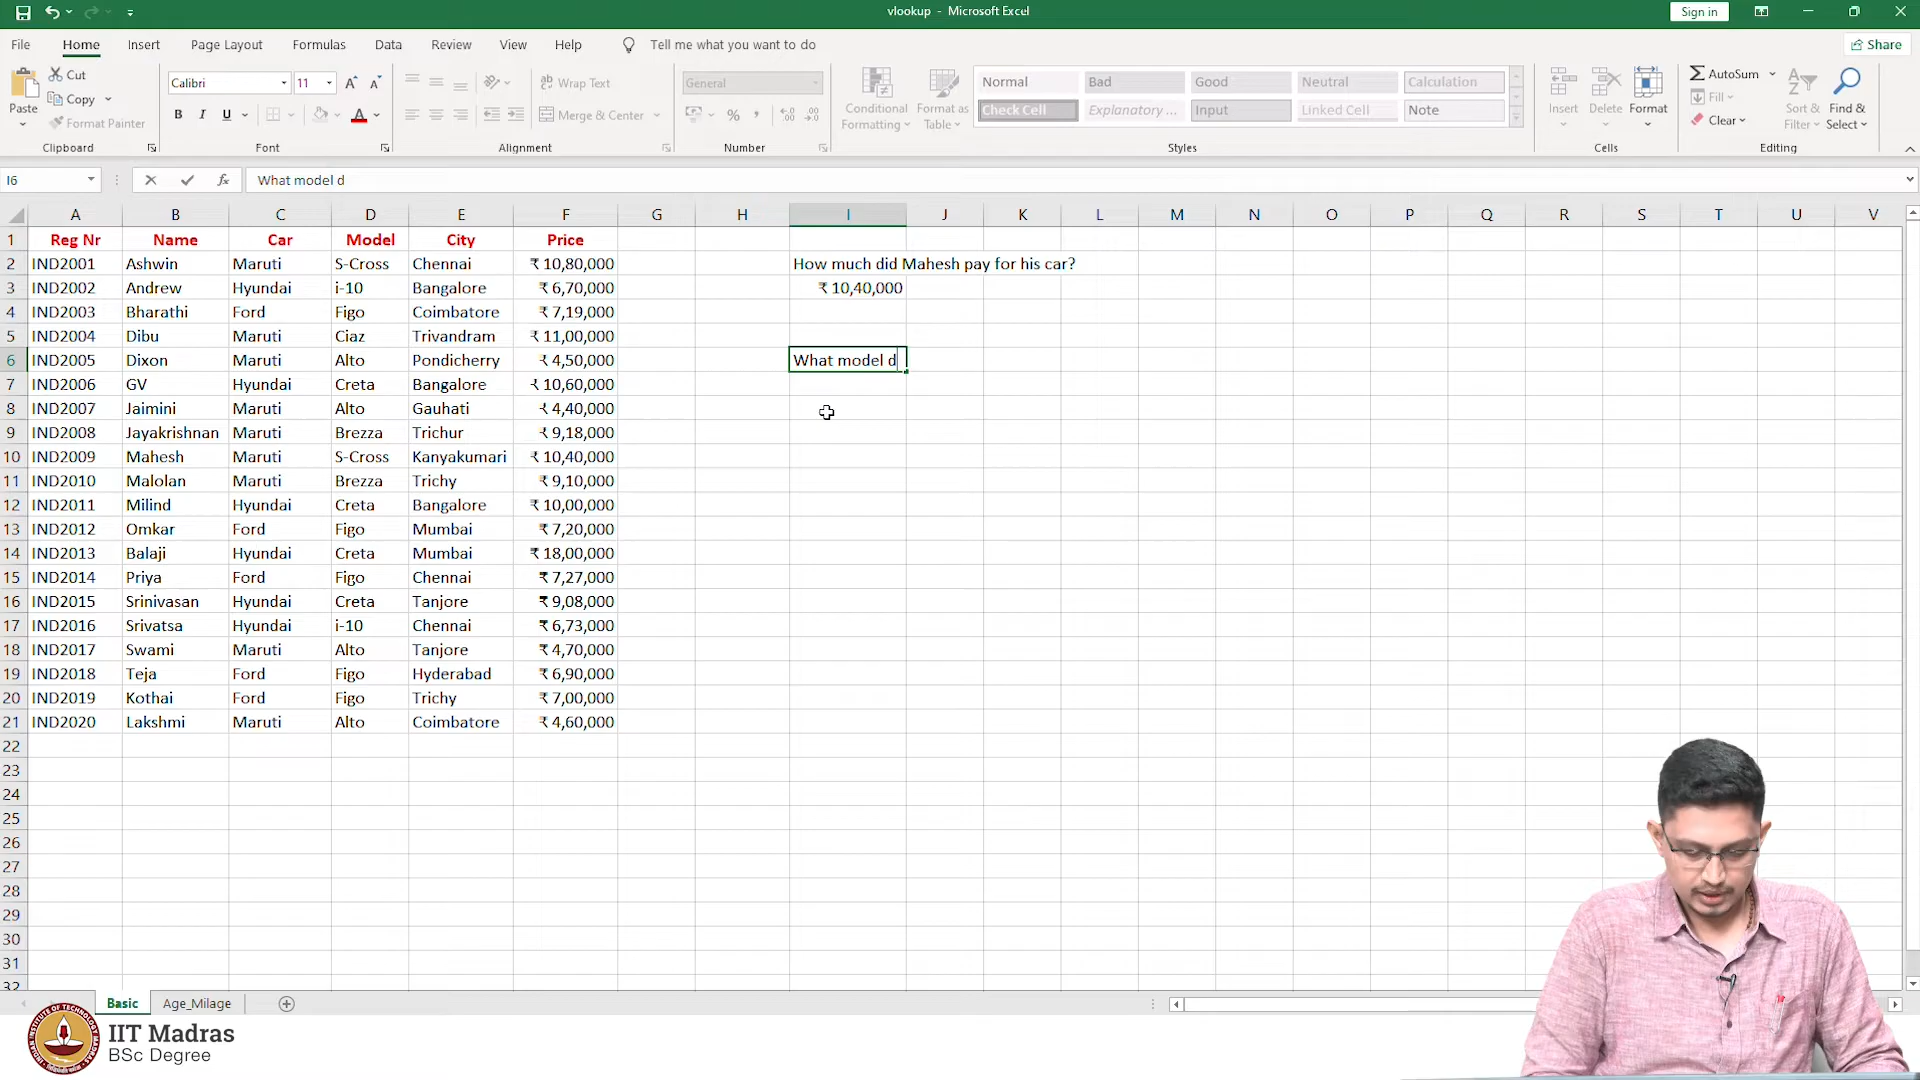 vlookup - Microsoft Excel
Sign in
File Home Insert Page Layout Formulas Data Review View Help Tell me what you want to do Share
Paste Cut Copy Format Painter Clipboard
Calibri 11 B I U Font
Wrap Text Merge & Center Alignment
General % Number
Conditional Formatting Format as Table
Normal Bad Good Neutral Calculation
Check Cell Explanatory ... Input Linked Cell Note
Styles
Insert Delete Format Cells
AutoSum Fill Clear Sort & Filter Find & Select Editing
I6 fx What model d
A B C D E F G H I J K L M N O P Q R S T U V
1 Reg Nr Name Car Model City Price
2 IND2001 Ashwin Maruti S-Cross Chennai ₹ 10,80,000 How much did Mahesh pay for his car?
3 IND2002 Andrew Hyundai i-10 Bangalore ₹ 6,70,000 ₹ 10,40,000
4 IND2003 Bharathi Ford Figo Coimbatore ₹ 7,19,000
5 IND2004 Dibu Maruti Ciaz Trivandram ₹ 11,00,000
6 IND2005 Dixon Maruti Alto Pondicherry ₹ 4,50,000 What model d
7 IND2006 GV Hyundai Creta Bangalore ₹ 10,60,000
8 IND2007 Jaimini Maruti Alto Gauhati ₹ 4,40,000
9 IND2008 Jayakrishnan Maruti Brezza Trichur ₹ 9,18,000
10 IND2009 Mahesh Maruti S-Cross Kanyakumari ₹ 10,40,000
11 IND2010 Malolan Maruti Brezza Trichy ₹ 9,10,000
12 IND2011 Milind Hyundai Creta Bangalore ₹ 10,00,000
13 IND2012 Omkar Ford Figo Mumbai ₹ 7,20,000
14 IND2013 Balaji Hyundai Creta Mumbai ₹ 18,00,000
15 IND2014 Priya Ford Figo Chennai ₹ 7,27,000
16 IND2015 Srinivasan Hyundai Creta Tanjore ₹ 9,08,000
17 IND2016 Srivatsa Hyundai i-10 Chennai ₹ 6,73,000
18 IND2017 Swami Maruti Alto Tanjore ₹ 4,70,000
19 IND2018 Teja Ford Figo Hyderabad ₹ 6,90,000
20 IND2019 Kothai Ford Figo Trichy ₹ 7,00,000
21 IND2020 Lakshmi Maruti Alto Coimbatore ₹ 4,60,000
22
23
24
25
26
27
28
29
30
31
32
Basic Age_Milage
IIT Madras
BSc Degree